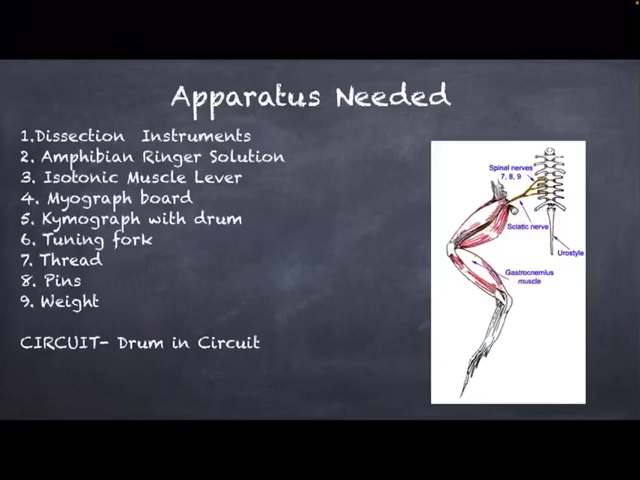 Apparatus Needed
1.Dissection Instruments
2. Amphibian Ringer Solution
3. Isotonic Muscle Lever
4. Myograph board
5. Kymograph with drum
6. Tuning fork
7. Thread
8. Pins
9. Weight
CIRCUIT- Drum in Circuit
Spinal nerves
7, 8, 9
Sciatic nerve
Urostyle
Gastrocnemius
muscle